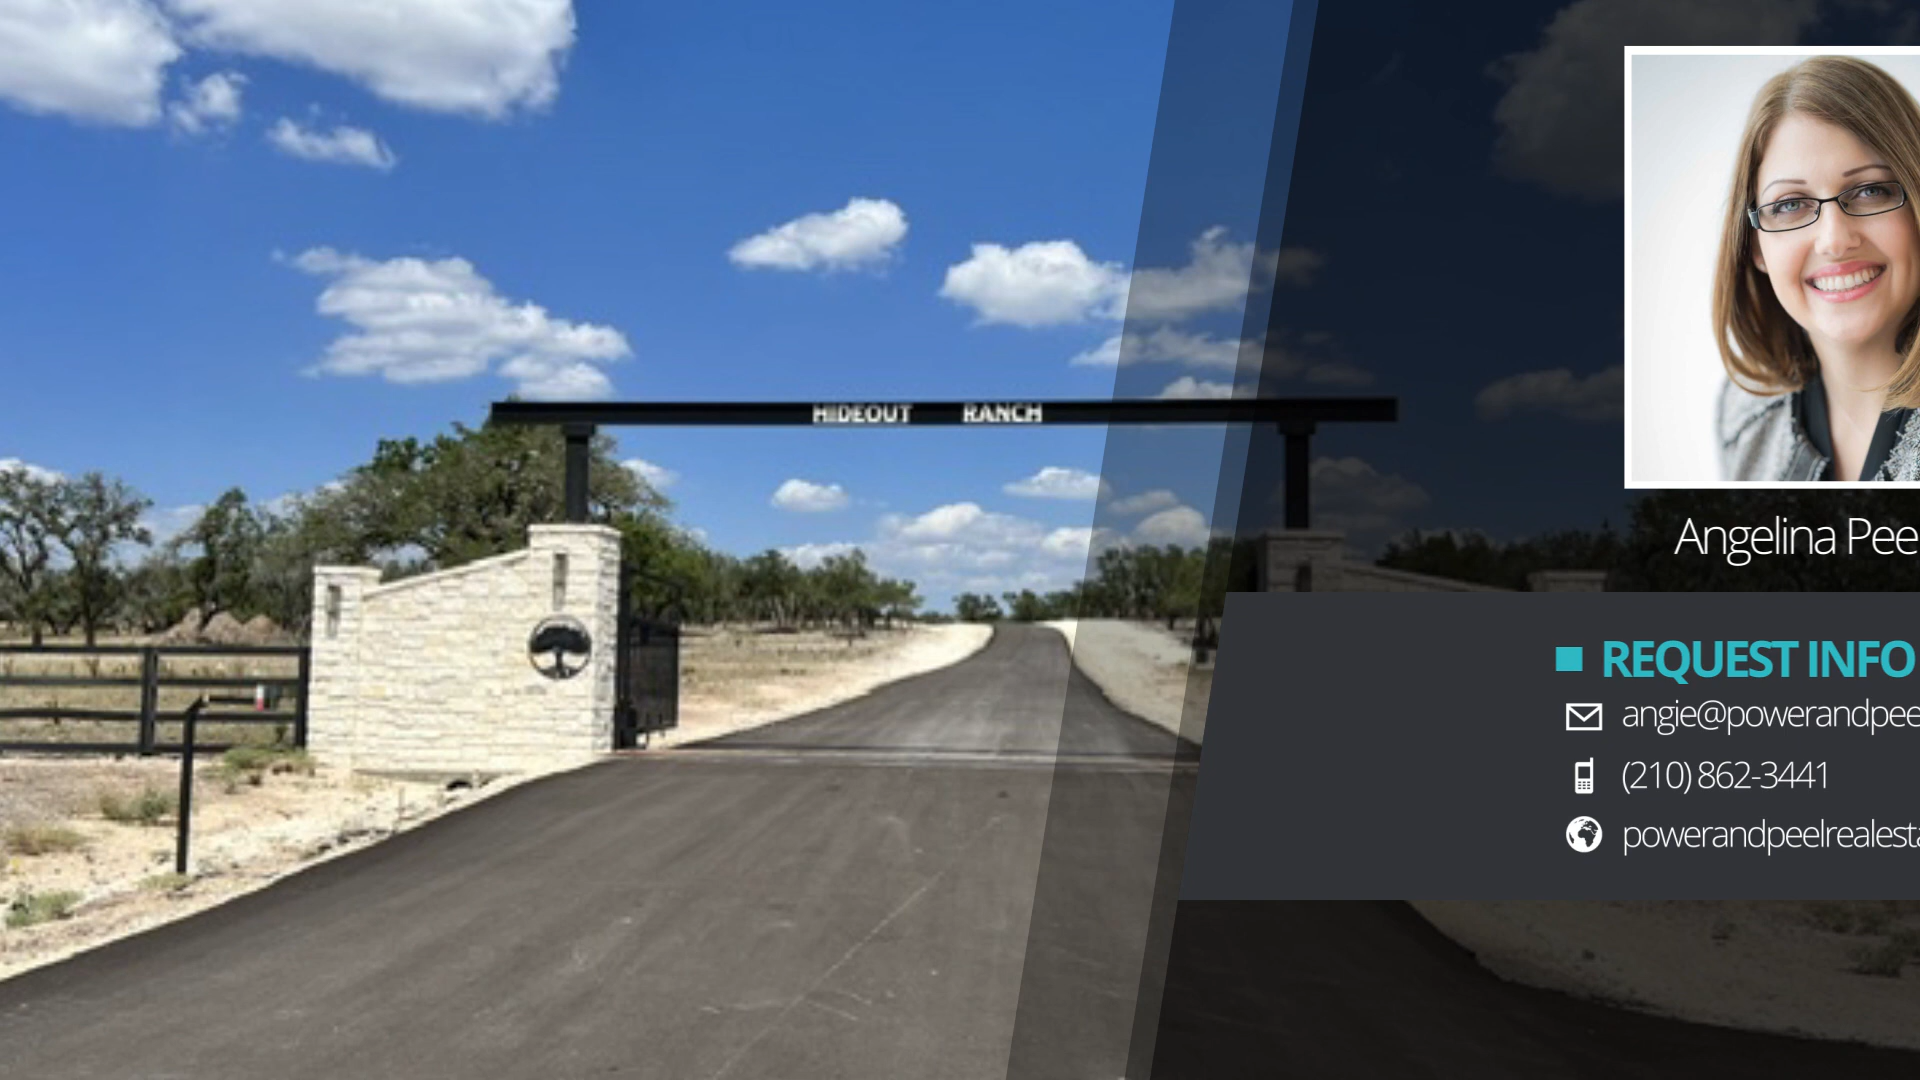 HIDEOUT RANCH
Angelina Pee
REQUEST INFO
angie@powerandpee
(210) 862-3441
powerandpeelrealesta